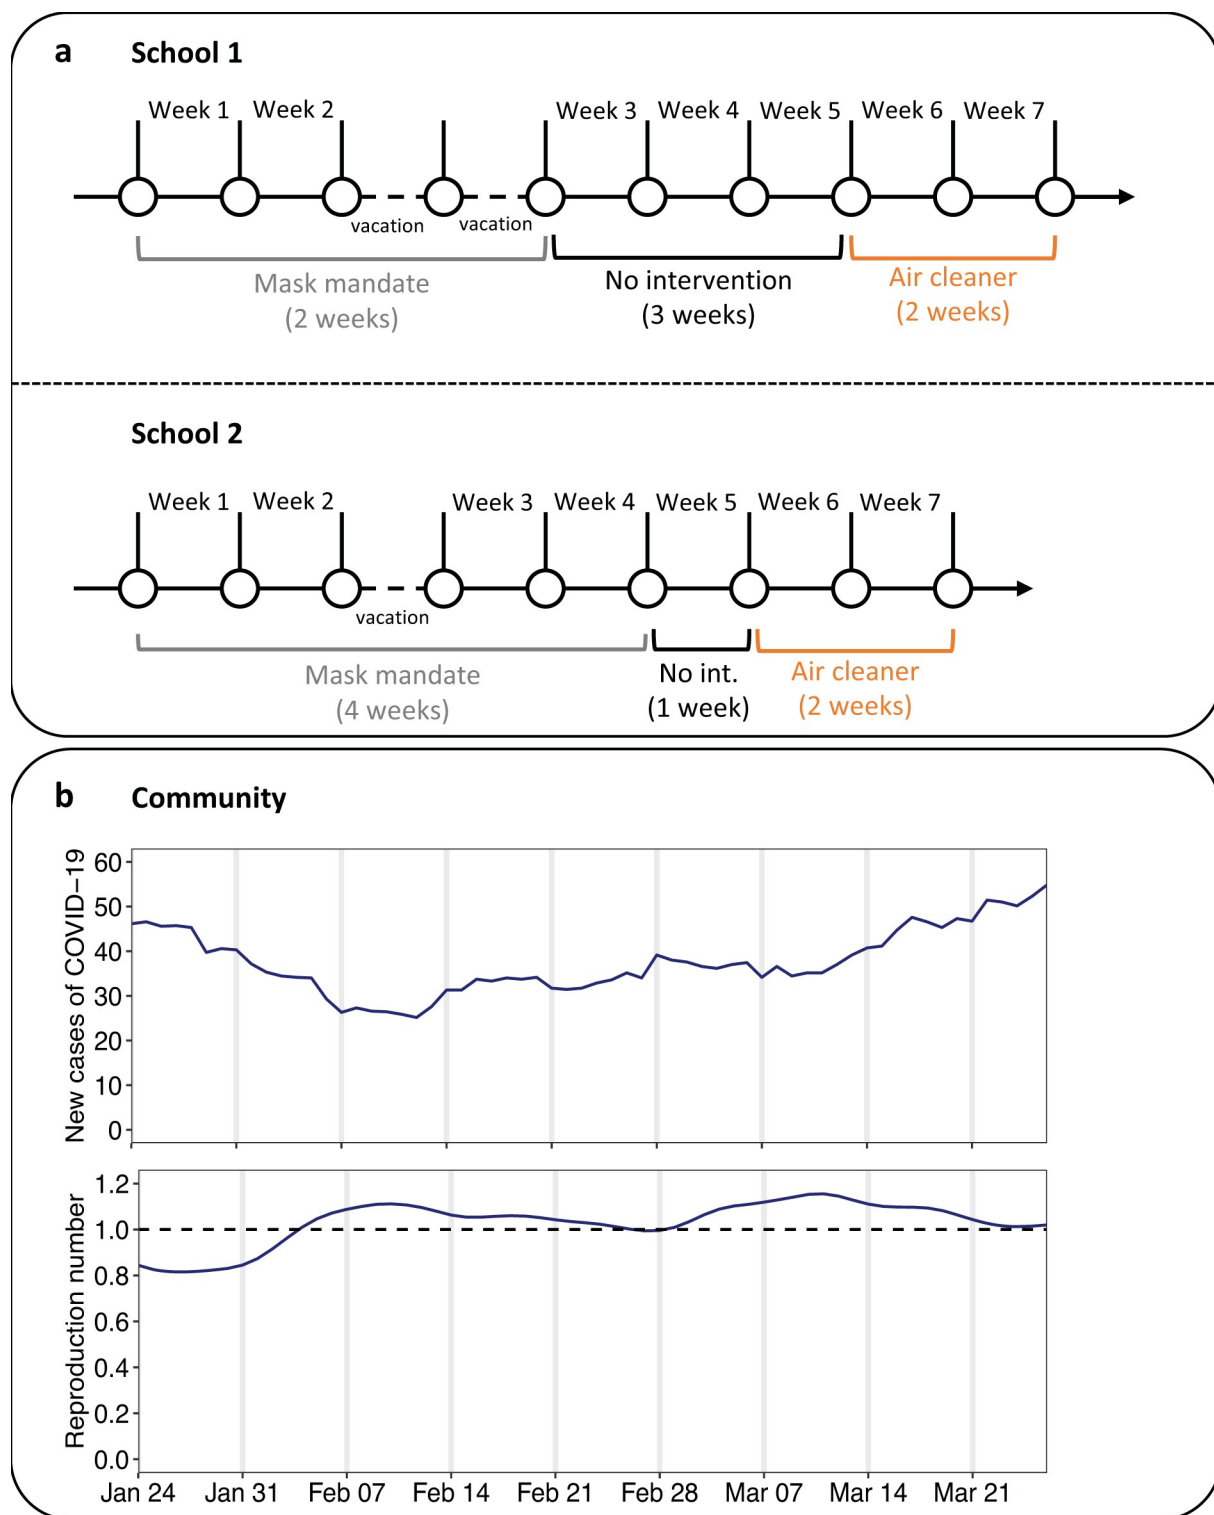 a School 1
Week 1 Week 2 Week 3 Week 4 Week 5 Week 6 Week 7
vacation vacation
Mask mandate
(2 weeks)
No intervention
(3 weeks)
Air cleaner
(2 weeks)
School 2
Week 1 Week 2 Week 3 Week 4 Week 5 Week 6 Week 7
vacation
Mask mandate
(4 weeks)
No int.
(1 week)
Air cleaner
(2 weeks)
b Community
New cases of COVID−19
60
50
40
30
20
10
0
Reproduction number
1.2
1.0
0.8
0.6
0.4
0.2
0.0
Jan 24 Jan 31 Feb 07 Feb 14 Feb 21 Feb 28 Mar 07 Mar 14 Mar 21